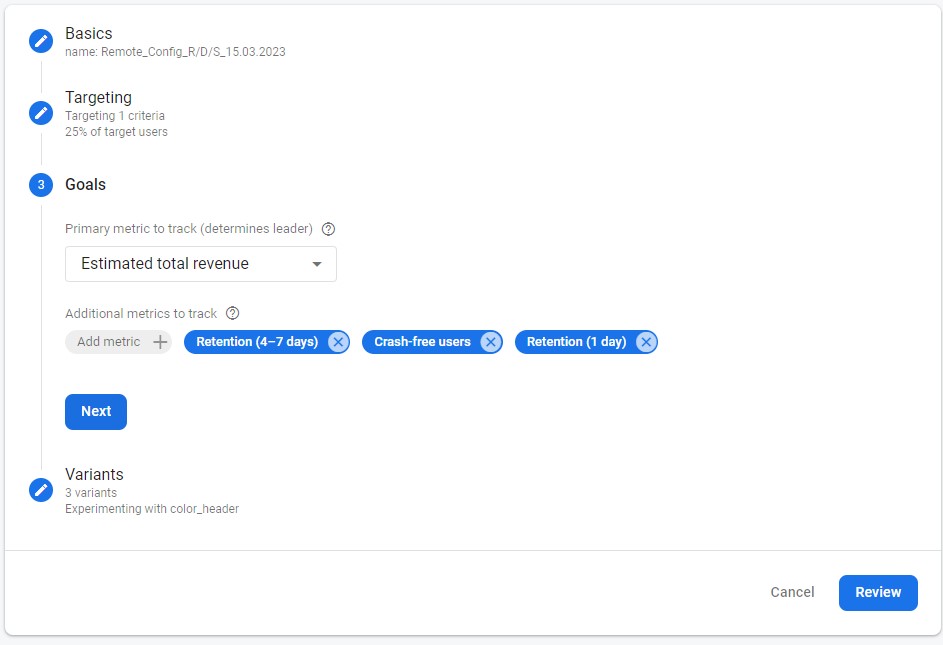 Basics
name: Remote_Config_R/D/S_15.03.2023
Targeting
Targeting 1 criteria
25% of target users
3 Goals
Primary metric to track (determines leader) ?
Estimated total revenue
Additional metrics to track ?
Add metric + Retention (4–7 days) Crash-free users Retention (1 day)
Next
Variants
3 variants
Experimenting with color_header
Cancel Review